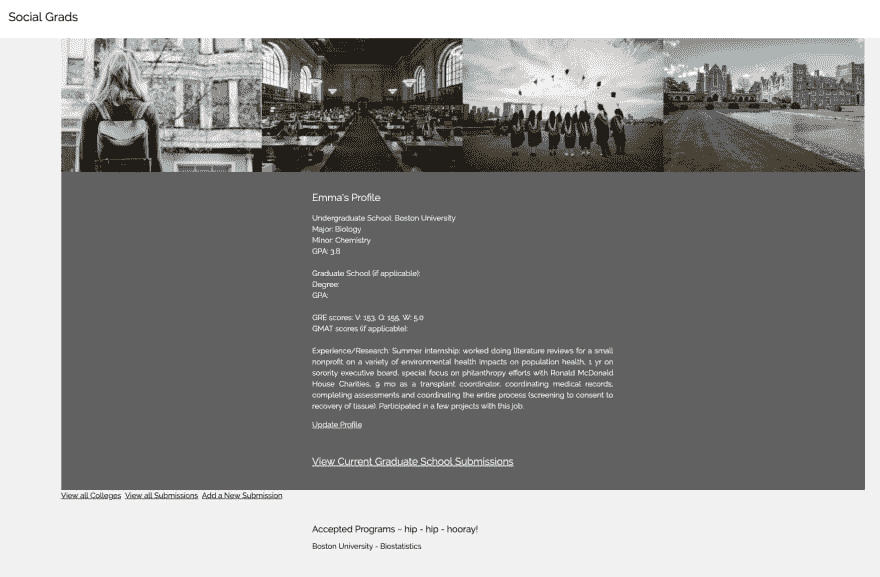 Social Grads
Emma's Profile
Undergraduate School: Boston University
Major: Biology
Minor: Chemistry
GPA: 3.8
Graduate School (if applicable):
Degree:
GPA:
GRE scores: V: 153, Q: 155, W: 5.0
GMAT scores (if applicable):
Experience/Research: Summer internship: worked doing literature reviews for a small
nonprofit on a variety of environmental health impacts on population health, 1 yr on
sorority executive board, special focus on philanthropy efforts with Ronald McDonald
House Charities, 9 mo as a transplant coordinator, coordinating medical records,
completing assessments and coordinating the entire process (screening to consent to
recovery of tissue). Participated in a few projects with this job.
Update Profile
View Current Graduate School Submissions
View all Colleges View all Submissions Add a New Submission
Accepted Programs ~ hip - hip - hooray!
Boston University - Biostatistics